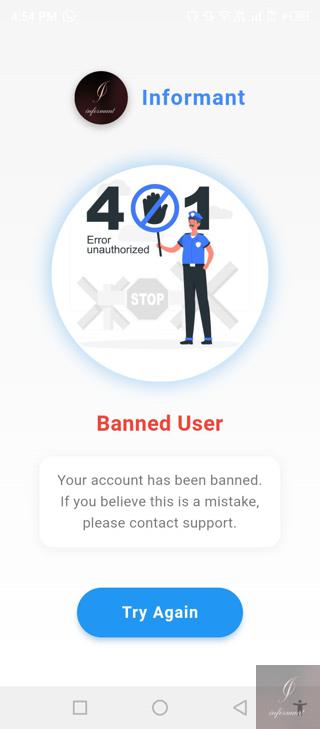 4:54 PM
informant
Informant
401
Error
unauthorized
STOP
Banned User
Your account has been banned.
If you believe this is a mistake,
please contact support.
Try Again
informant